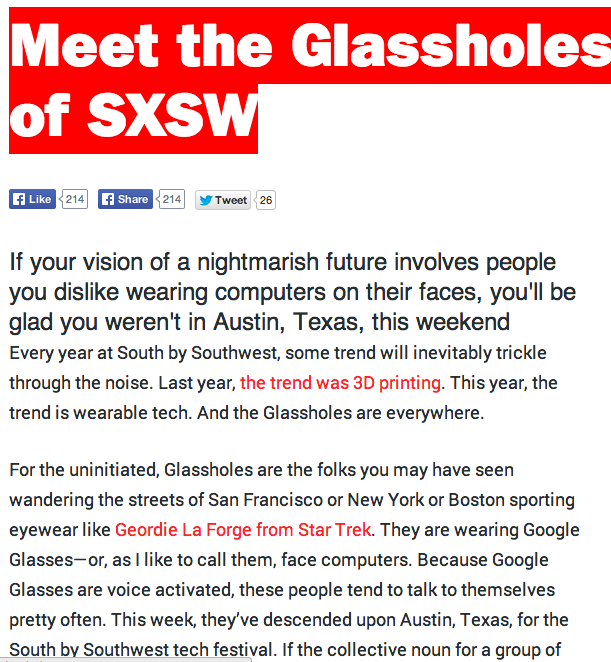 Meet the Glassholes
of SXSW
Like 214 Share 214 Tweet 26
If your vision of a nightmarish future involves people
you dislike wearing computers on their faces, you'll be
glad you weren't in Austin, Texas, this weekend
Every year at South by Southwest, some trend will inevitably trickle
through the noise. Last year, the trend was 3D printing. This year, the
trend is wearable tech. And the Glassholes are everywhere.
For the uninitiated, Glassholes are the folks you may have seen
wandering the streets of San Francisco or New York or Boston sporting
eyewear like Geordie La Forge from Star Trek. They are wearing Google
Glasses—or, as I like to call them, face computers. Because Google
Glasses are voice activated, these people tend to talk to themselves
pretty often. This week, they’ve descended upon Austin, Texas, for the
South by Southwest tech festival. If the collective noun for a group of